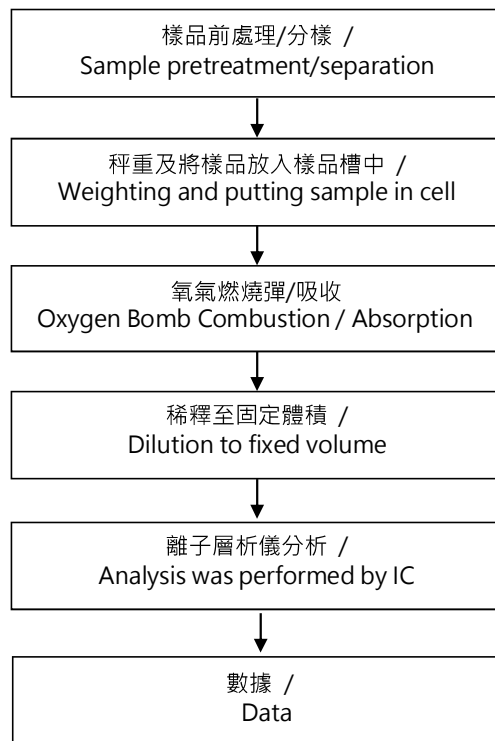 樣品前處理/分樣 /
Sample pretreatment/separation
秤重及將樣品放入樣品槽中 /
Weighting and putting sample in cell
氧氣燃燒彈/吸收
Oxygen Bomb Combustion / Absorption
稀釋至固定體積 /
Dilution to fixed volume
離子層析儀分析 /
Analysis was performed by IC
數據 /
Data